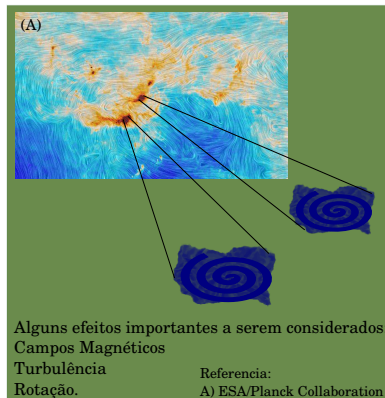 (A)
Alguns efeitos importantes a serem considerados
Campos Magnéticos
Turbulência
Rotação.
Referencia:
A) ESA/Planck Collaboration